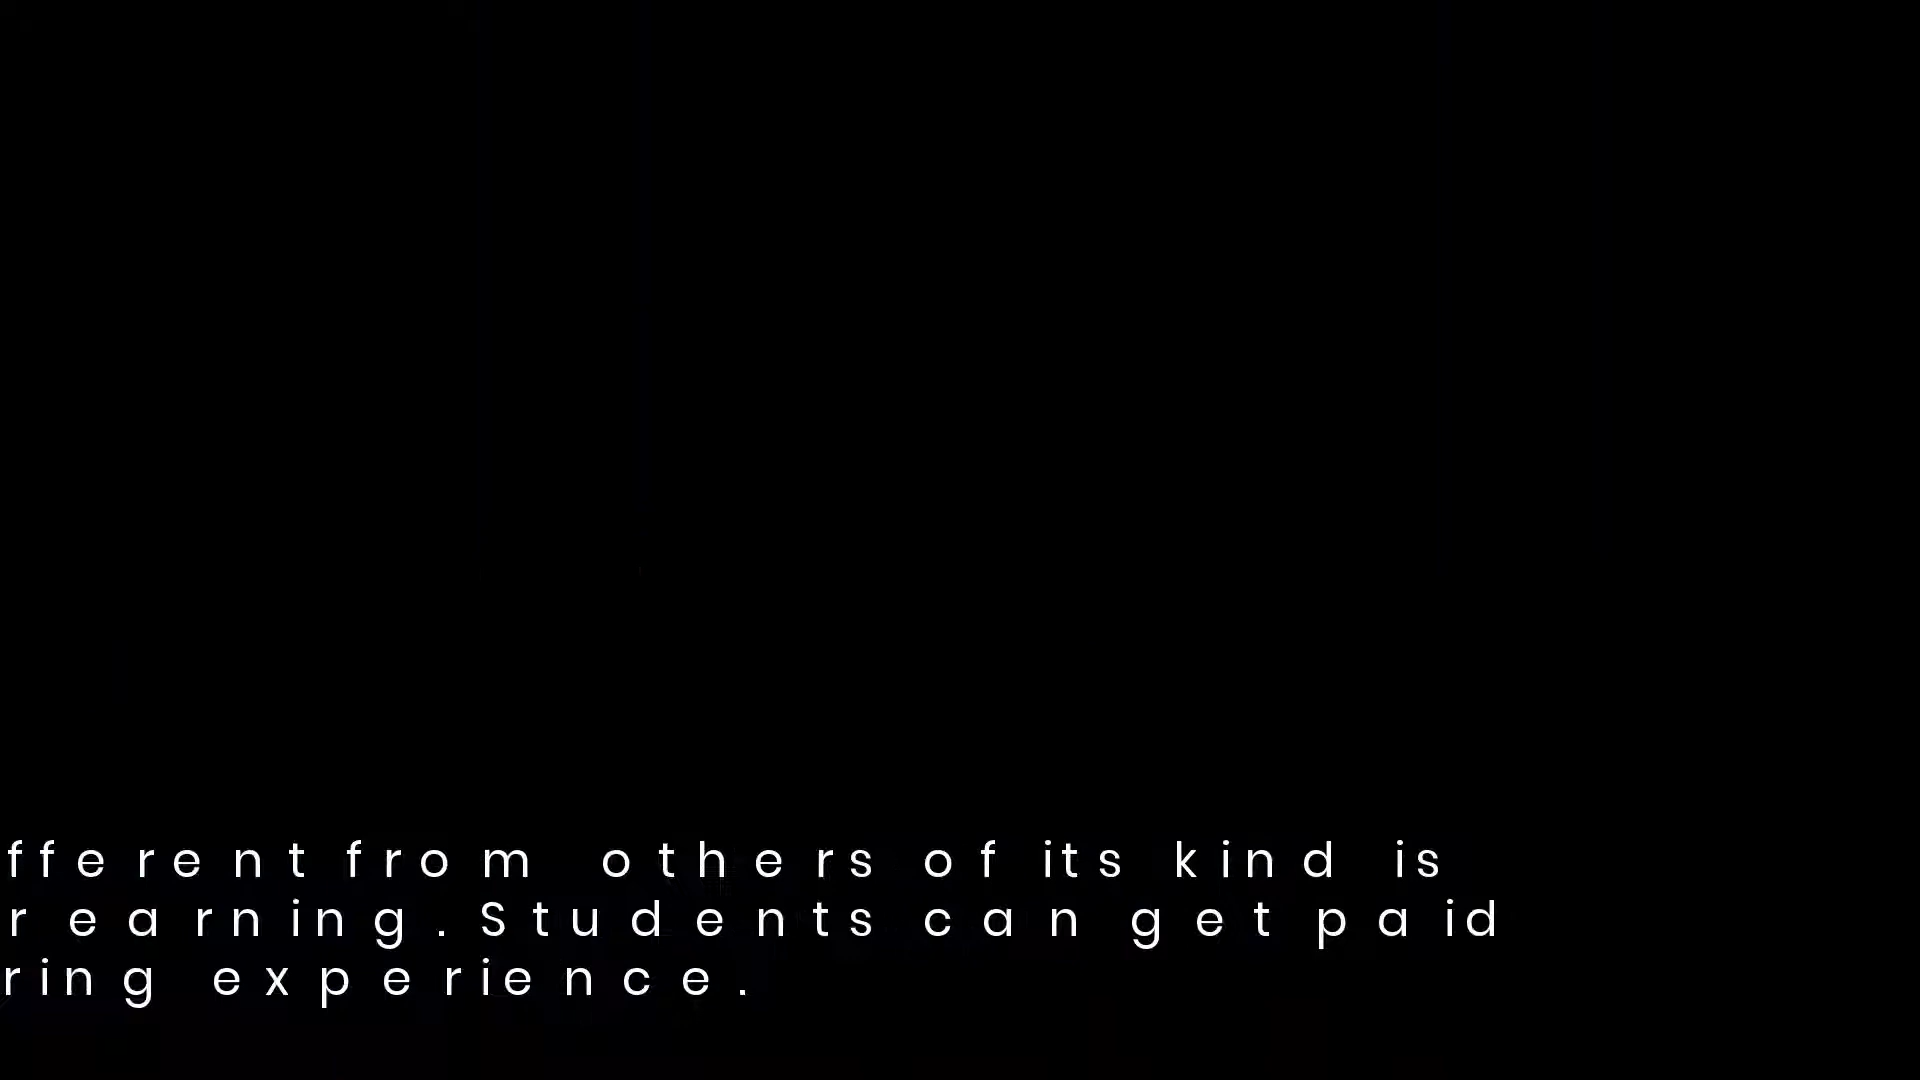 fferent from others of its kind is
r earning. Students can get paid
ring experience.